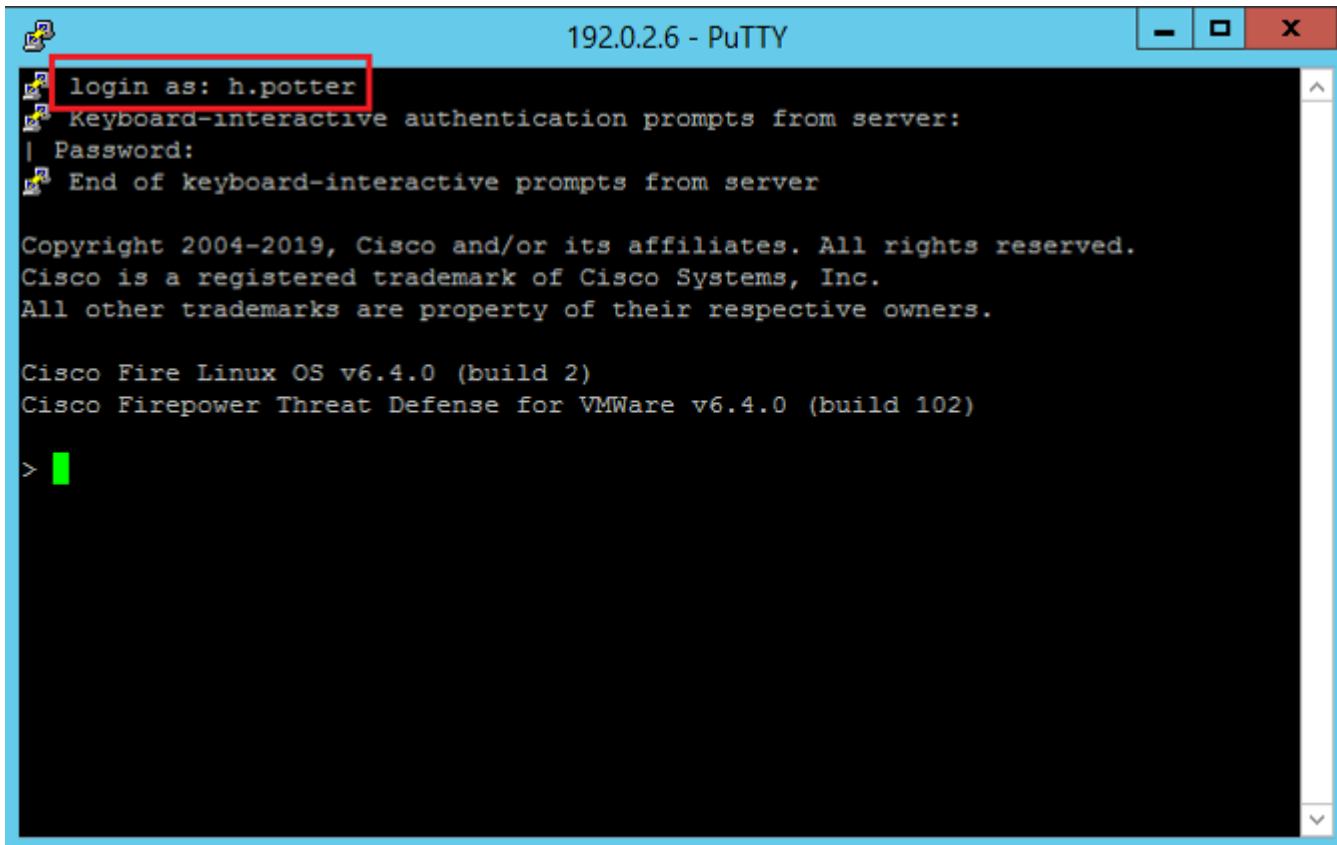 192.0.2.6 - PuTTY
login as: h.potter
Keyboard-interactive authentication prompts from server:
| Password:
End of keyboard-interactive prompts from server
Copyright 2004-2019, Cisco and/or its affiliates. All rights reserved.
Cisco is a registered trademark of Cisco Systems, Inc.
All other trademarks are property of their respective owners.
Cisco Fire Linux OS v6.4.0 (build 2)
Cisco Firepower Threat Defense for VMWare v6.4.0 (build 102)
>